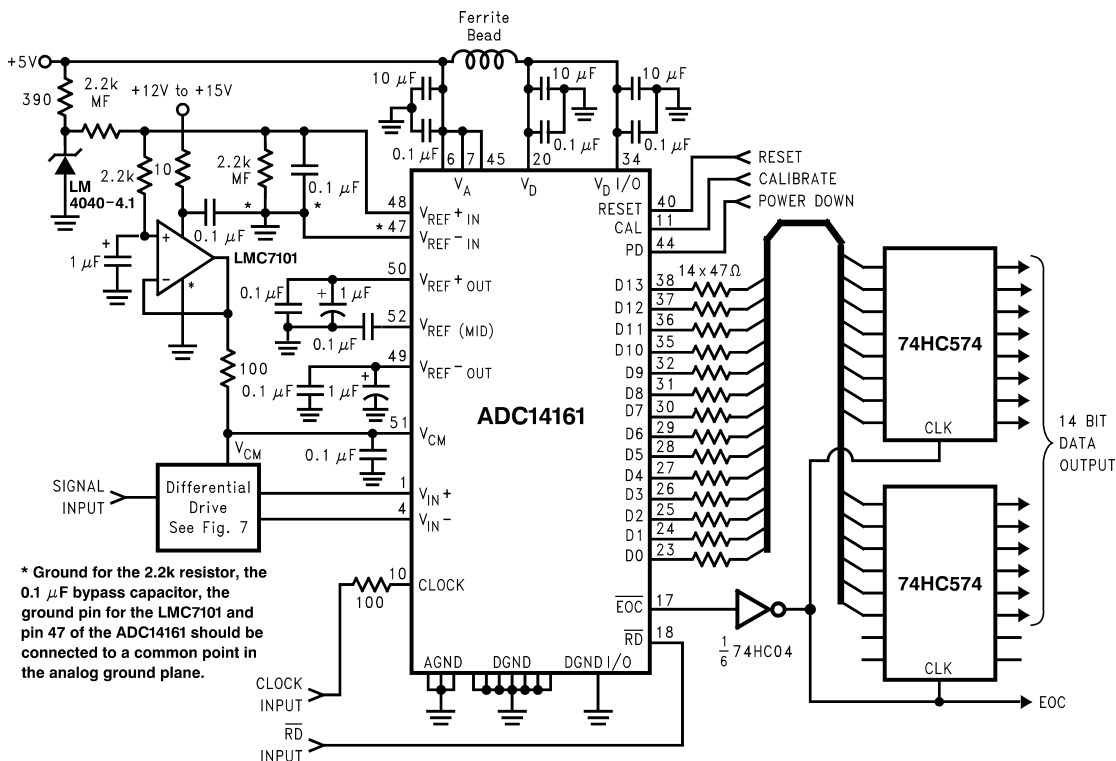 Ferrite
Bead
+5V
390
2.2k
MF
+12V to +15V
10 µF
10 µF
10 µF
0.1 µF
0.1 µF
0.1 µF
6 7 45 20 34
V_A V_D V_D I/O
LM
4040-4.1
2.2k
10
2.2k
MF
0.1 µF
0.1 µF
*
*
+
1 µF
+
−
*
LMC7101
48 V_REF+ IN
* 47 V_REF− IN
50 V_REF+ OUT
0.1 µF
+
1 µF
52 V_REF (MID)
0.1 µF
49 V_REF− OUT
0.1 µF
1 µF
+
100
51 V_CM
V_CM
0.1 µF
ADC14161
SIGNAL
INPUT
Differential
Drive
See Fig. 7
1 V_IN+
4 V_IN−
10 CLOCK
100
RESET 40
CAL 11
PD 44
RESET
CALIBRATE
POWER DOWN
14 x 47Ω
D13 38
D12 37
D11 36
D10 35
D9 32
D8 31
D7 30
D6 29
D5 28
D4 27
D3 26
D2 25
D1 24
D0 23
E̅O̅C̅ 17
R̅D̅ 18
1/6 74HC04
74HC574
CLK
74HC574
CLK
14 BIT
DATA
OUTPUT
EOC
* Ground for the 2.2k resistor, the
0.1 µF bypass capacitor, the
ground pin for the LMC7101 and
pin 47 of the ADC14161 should be
connected to a common point in
the analog ground plane.
AGND DGND DGND I/O
CLOCK
INPUT
R̅D̅
INPUT